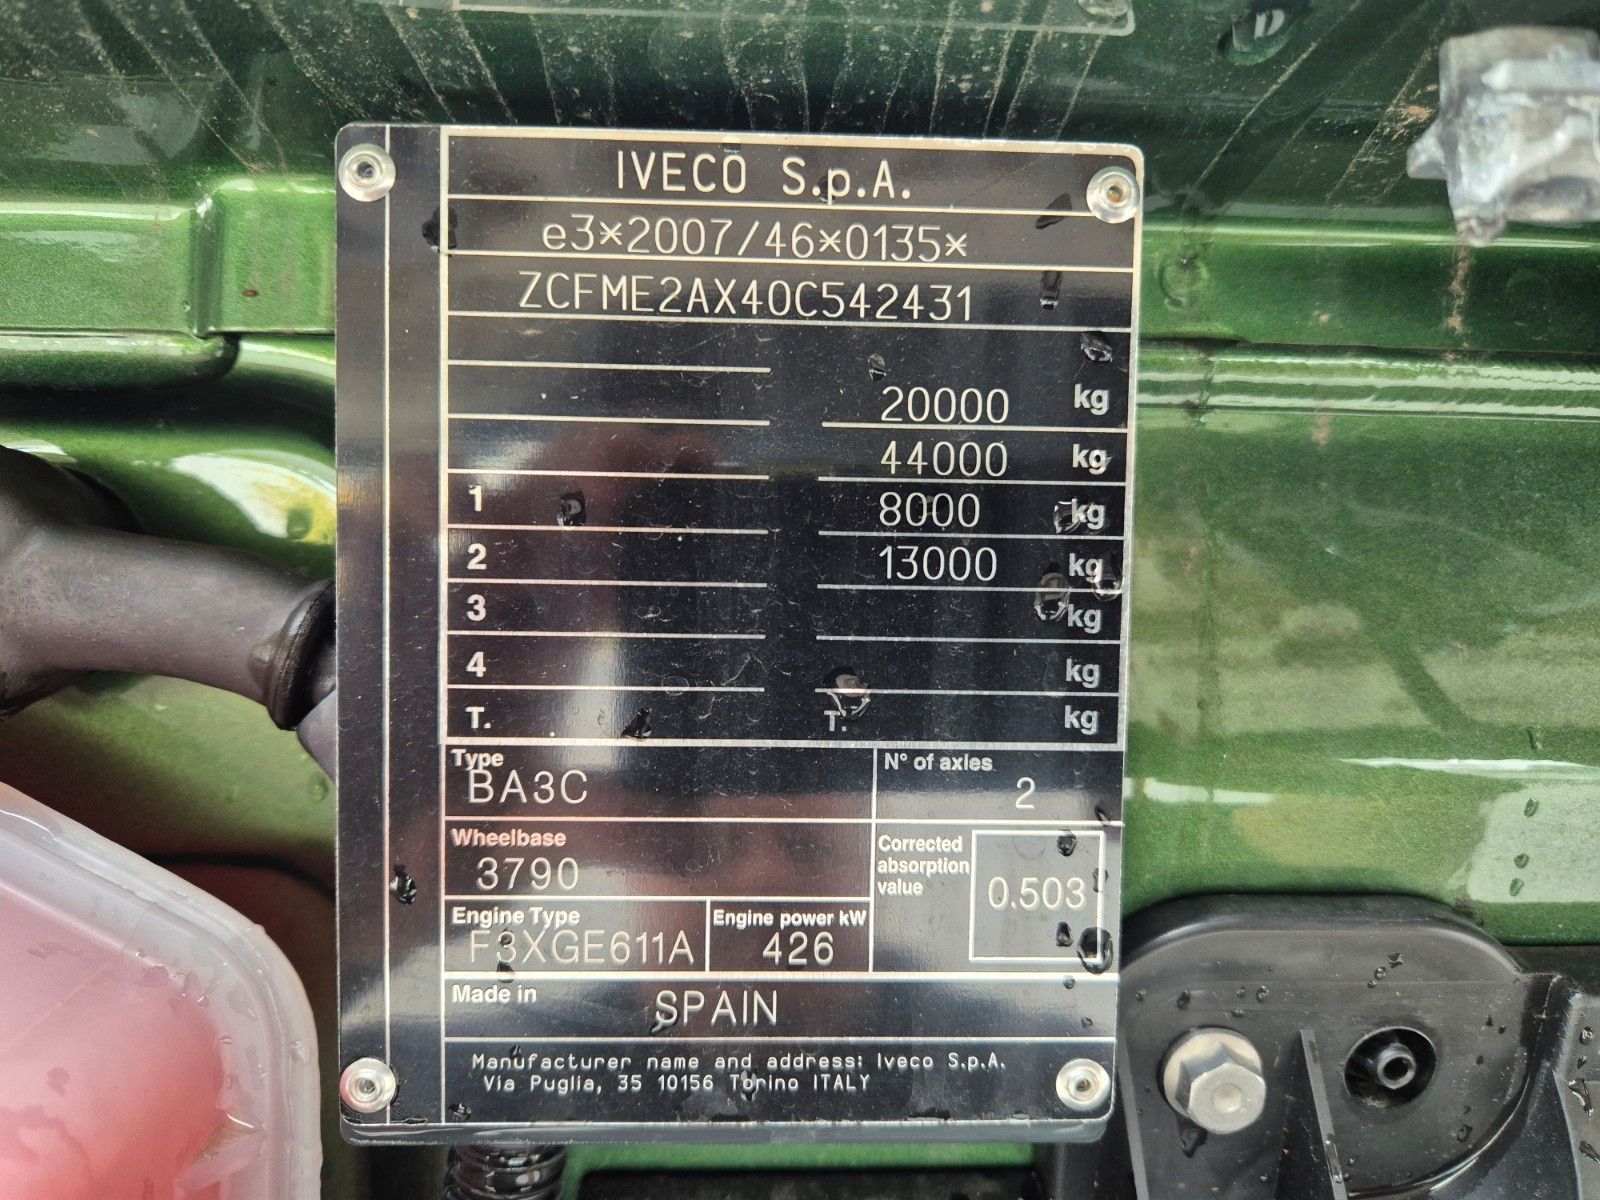 IVECO S.p.A.
e3*2007/46*0135*
ZCFME2AX40C542431
20000 kg
44000 kg
1 8000 kg
2 13000 kg
3 kg
4 kg
T. T. kg
Type
BA3C
N° of axles
2
Wheelbase
3790
Corrected
absorption
value
0.503
Engine Type
F3XGE611A
Engine power kW
426
Made in SPAIN
Manufacturer name and address: Iveco S.p.A.
Via Puglia, 35 10156 Torino ITALY